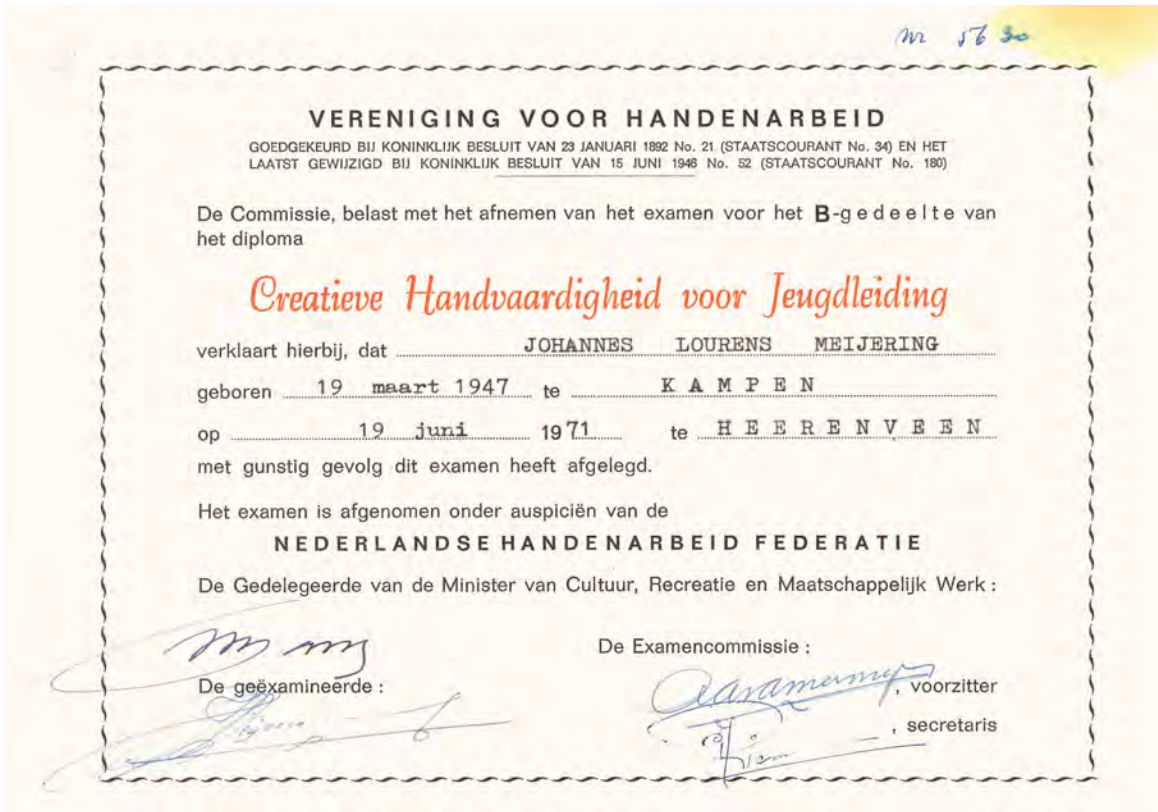 nr 5630
VERENIGING VOOR HANDENARBEID
GOEDGEKEURD BIJ KONINKLIJK BESLUIT VAN 23 JANUARI 1892 No. 21 (STAATSCOURANT No. 34) EN HET
LAATST GEWIJZIGD BIJ KONINKLIJK BESLUIT VAN 15 JUNI 1946 No. 52 (STAATSCOURANT No. 180)
De Commissie, belast met het afnemen van het examen voor het B-gedeelte van
het diploma
Creatieve Handvaardigheid voor Jeugdleiding
verklaart hierbij, dat JOHANNES LOURENS MEIJERING
geboren 19 maart 1947 te KAMPEN
op 19 juni 1971 te HEERENVEEN
met gunstig gevolg dit examen heeft afgelegd.
Het examen is afgenomen onder auspiciën van de
NEDERLANDSE HANDENARBEID FEDERATIE
De Gedelegeerde van de Minister van Cultuur, Recreatie en Maatschappelijk Werk :
De Examencommissie :
De geëxamineerde :
, voorzitter
, secretaris